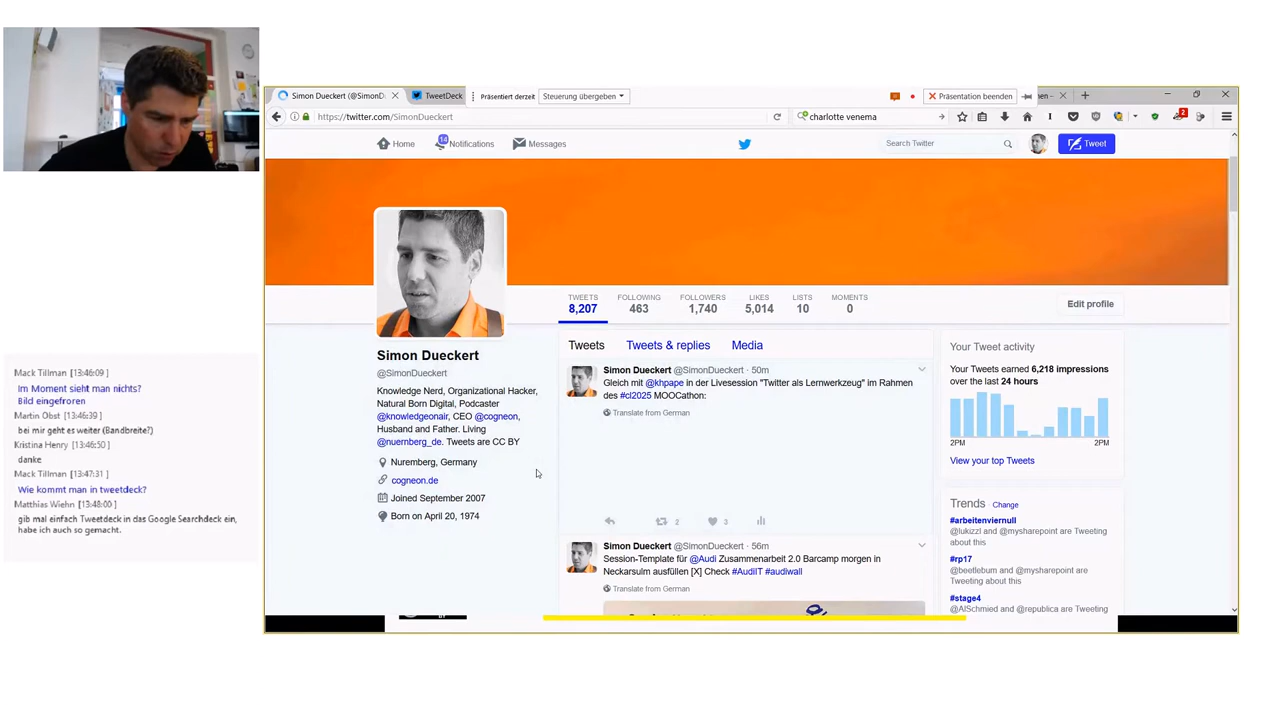 Simon Dueckert (@SimonD
TweetDeck
Präsentiert derzeit
Steuerung übergeben
Präsentation beenden
https://twitter.com/SimonDueckert
charlotte venema
2
14
Home
Notifications
Messages
Search Twitter
Tweet
TWEETS
8,207
FOLLOWING
463
FOLLOWERS
1,740
LIKES
5,014
LISTS
10
MOMENTS
0
Edit profile
Simon Dueckert
@SimonDueckert
Knowledge Nerd, Organizational Hacker,
Natural Born Digital, Podcaster
@knowledgeonair, CEO @cogneon,
Husband and Father. Living
@nuernberg_de. Tweets are CC BY
Nuremberg, Germany
cogneon.de
Joined September 2007
Born on April 20, 1974
Tweets
Tweets & replies
Media
Simon Dueckert @SimonDueckert · 50m
Gleich mit @khpape in der Livesession "Twitter als Lernwerkzeug" im Rahmen
des #cl2025 MOOCathon:
Translate from German
2
3
Simon Dueckert @SimonDueckert · 56m
Session-Template für @Audi Zusammenarbeit 2.0 Barcamp morgen in
Neckarsulm ausfüllen [X] Check #AudiIT #audiwall
Translate from German
Your Tweet activity
Your Tweets earned 6,218 impressions
over the last 24 hours
2PM
2PM
View your top Tweets
Trends · Change
#arbeitenviernull
@lukizzl and @mysharepoint are Tweeting
about this
#rp17
@beetlebum and @mysharepoint are
Tweeting about this
#stage4
@AlSchmied and @republica are Tweeting
Mack Tillman [13:46:09 ]
Im Moment sieht man nichts?
Bild eingefroren
Martin Obst [13:46:39 ]
bei mir geht es weiter (Bandbreite?)
Kristina Henry [13:46:50 ]
danke
Mack Tillman [13:47:31 ]
Wie kommt man in tweetdeck?
Matthias Wiehn [13:48:00 ]
gib mal einfach Tweetdeck in das Google Searchdeck ein,
habe ich auch so gemacht.